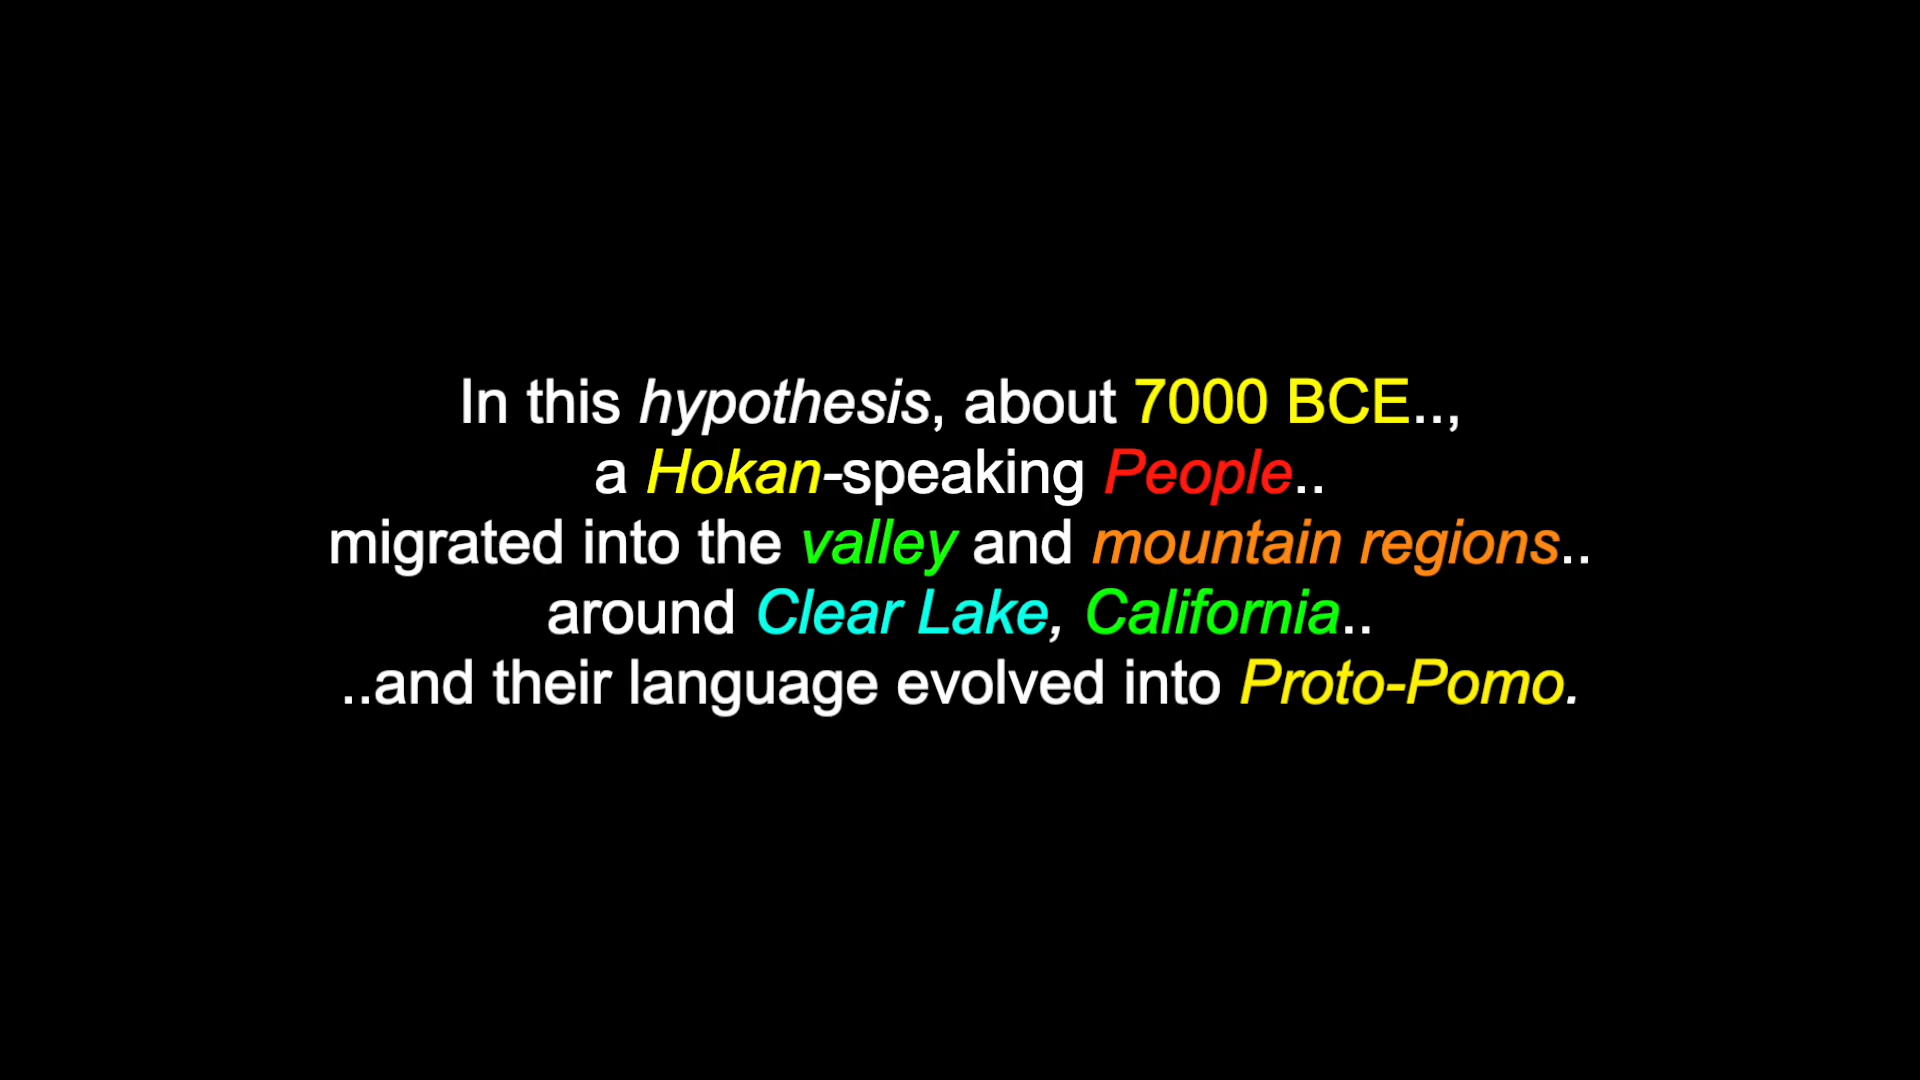 In this hypothesis, about 7000 BCE..,
a Hokan-speaking People..
migrated into the valley and mountain regions..
around Clear Lake, California..
..and their language evolved into Proto-Pomo.